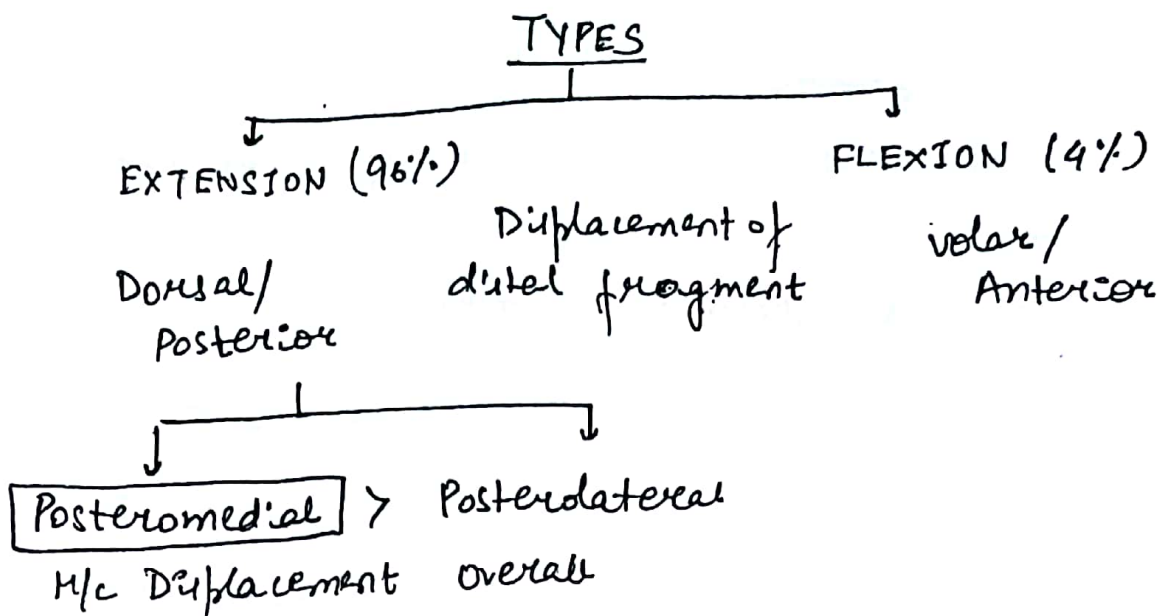 TYPES
EXTENSION (96%)
FLEXION (4%)
Dorsal/
Posterior
Displacement of
distal fragment
volar/
Anterior
Posteromedial > Posterolateral
M/c Displacement overall